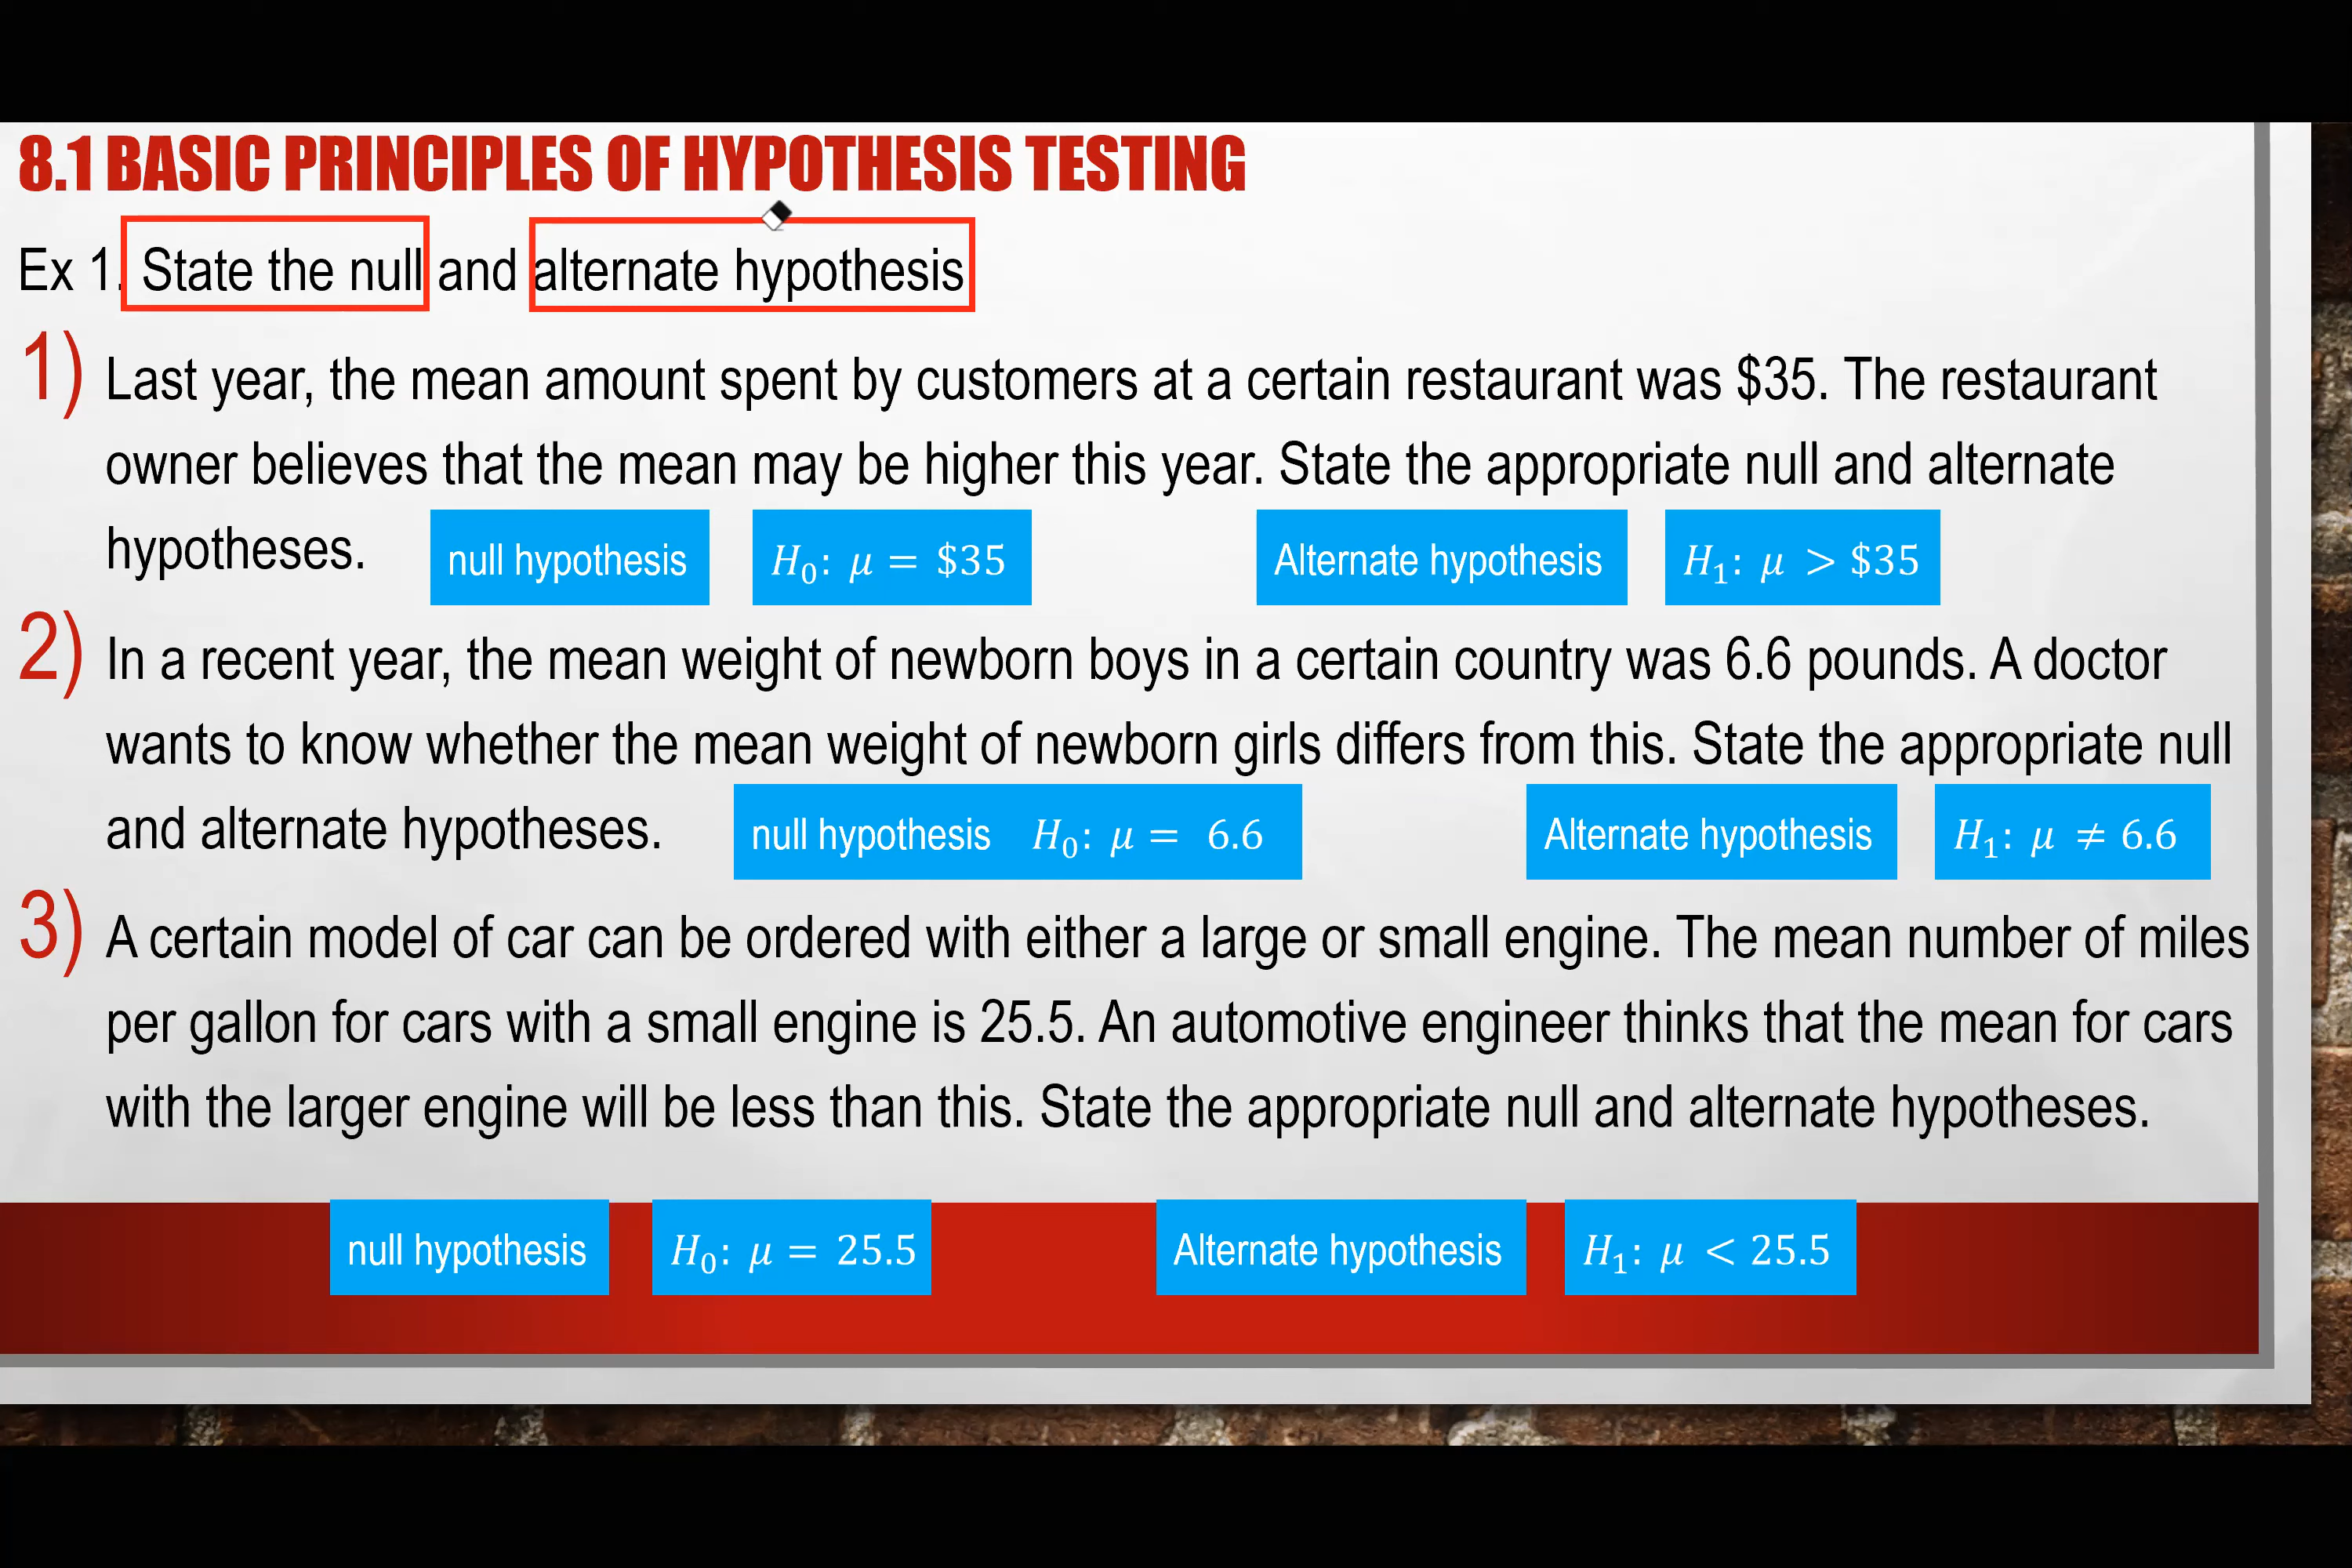 8.1 BASIC PRINCIPLES OF HYPOTHESIS TESTING
Ex 1. State the null and alternate hypothesis
1) Last year, the mean amount spent by customers at a certain restaurant was $35. The restaurant
owner believes that the mean may be higher this year. State the appropriate null and alternate
hypotheses. null hypothesis H₀: μ = $35 Alternate hypothesis H₁: μ > $35
2) In a recent year, the mean weight of newborn boys in a certain country was 6.6 pounds. A doctor
wants to know whether the mean weight of newborn girls differs from this. State the appropriate null
and alternate hypotheses. null hypothesis H₀: μ = 6.6 Alternate hypothesis H₁: μ ≠ 6.6
3) A certain model of car can be ordered with either a large or small engine. The mean number of miles
per gallon for cars with a small engine is 25.5. An automotive engineer thinks that the mean for cars
with the larger engine will be less than this. State the appropriate null and alternate hypotheses.
null hypothesis H₀: μ = 25.5 Alternate hypothesis H₁: μ < 25.5